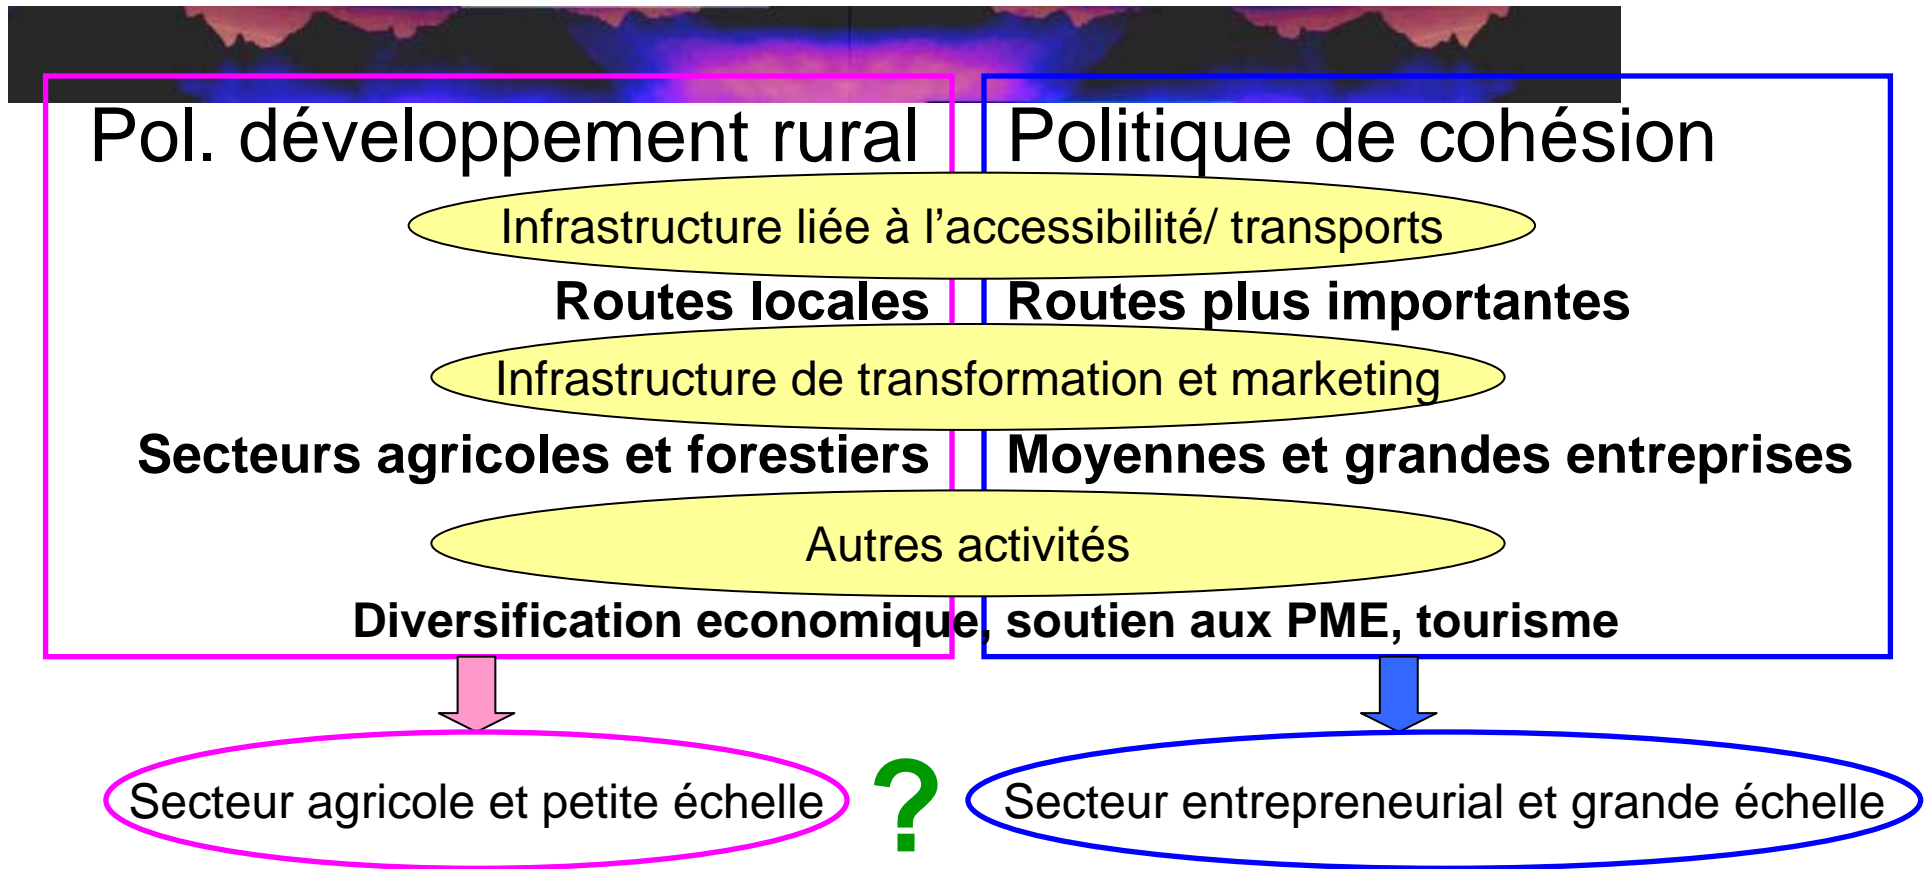 Pol. développement rural
Politique de cohésion
Infrastructure liée à l’accessibilité/ transports
Routes locales
Routes plus importantes
Infrastructure de transformation et marketing
Secteurs agricoles et forestiers
Moyennes et grandes entreprises
Autres activités
Diversification economique, soutien aux PME, tourisme
Secteur agricole et petite échelle
?
Secteur entrepreneurial et grande échelle